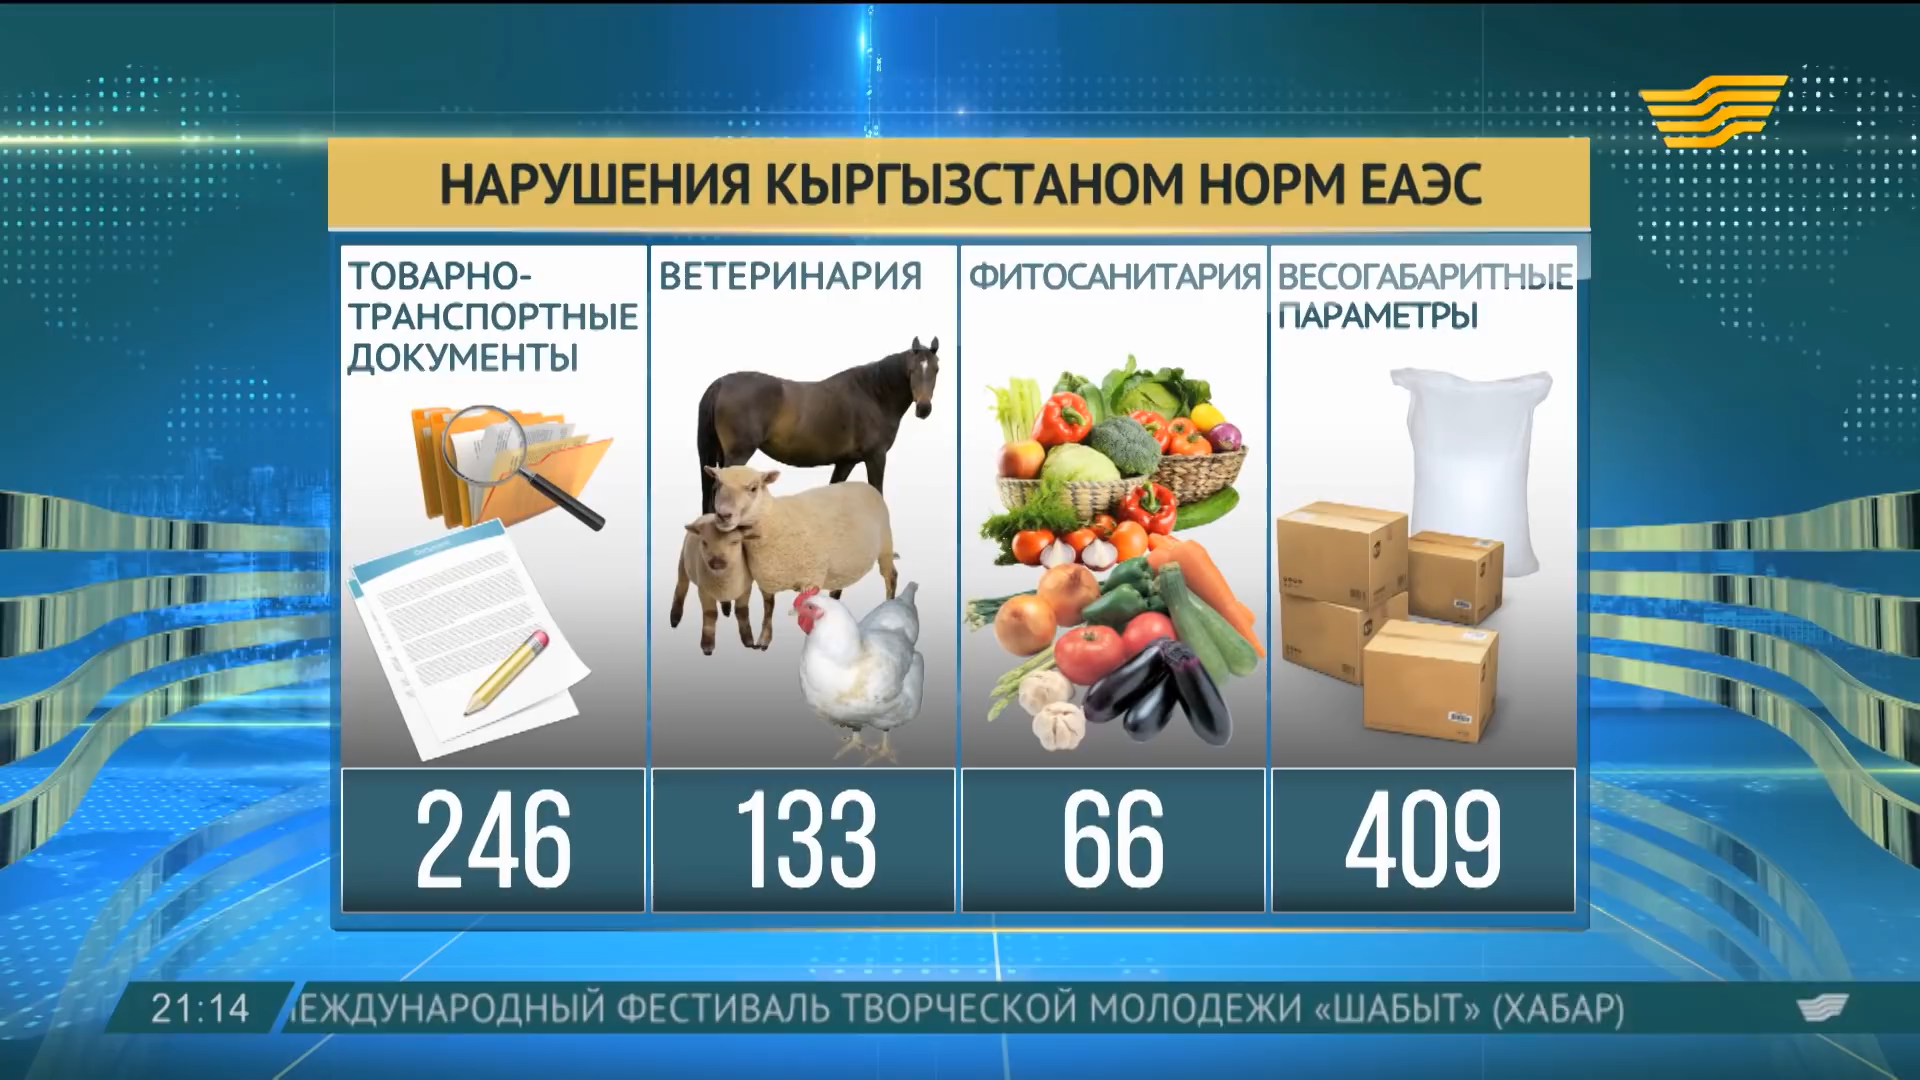 НАРУШЕНИЯ КЫРГЫЗСТАНОМ НОРМ ЕАЭС
ТОВАРНО-
ТРАНСПОРТНЫЕ
ДОКУМЕНТЫ
246
ВЕТЕРИНАРИЯ
133
ФИТОСАНИТАРИЯ
66
ВЕСОГАБАРИТНЫЕ
ПАРАМЕТРЫ
409
21:14 ЕЖДУНАРОДНЫЙ ФЕСТИВАЛЬ ТВОРЧЕСКОЙ МОЛОДЕЖИ «ШАБЫТ» (ХАБАР)